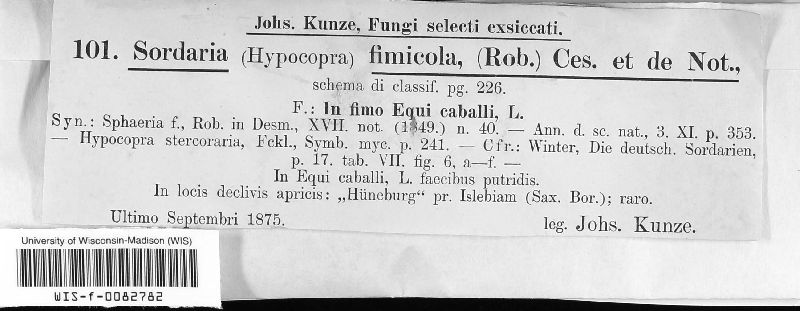 Johs. Kunze, Fungi selecti exsiccati.
101. Sordaria (Hypocopra) fimicola, (Rob.) Ces. et de Not.,
schema di classif. pg. 226.
F.: In fimo Equi caballi, L.
Syn.: Sphaeria f., Rob. in Desm., XVII. not. (1849.) n. 40. — Ann. d. sc. nat., 3. XI. p. 353.
— Hypocopra stercoraria, Fckl., Symb. myc. p. 241. — Cfr.: Winter, Die deutsch. Sordarien,
p. 17. tab. VII. fig. 6, a—f. —
In Equi caballi, L. faecibus putridis.
In locis declivis apricis: „Hüneburg“ pr. Islebiam (Sax. Bor.); raro.
Ultimo Septembri 1875. leg. Johs. Kunze.
University of Wisconsin-Madison (WIS)
WIS-f-0082782